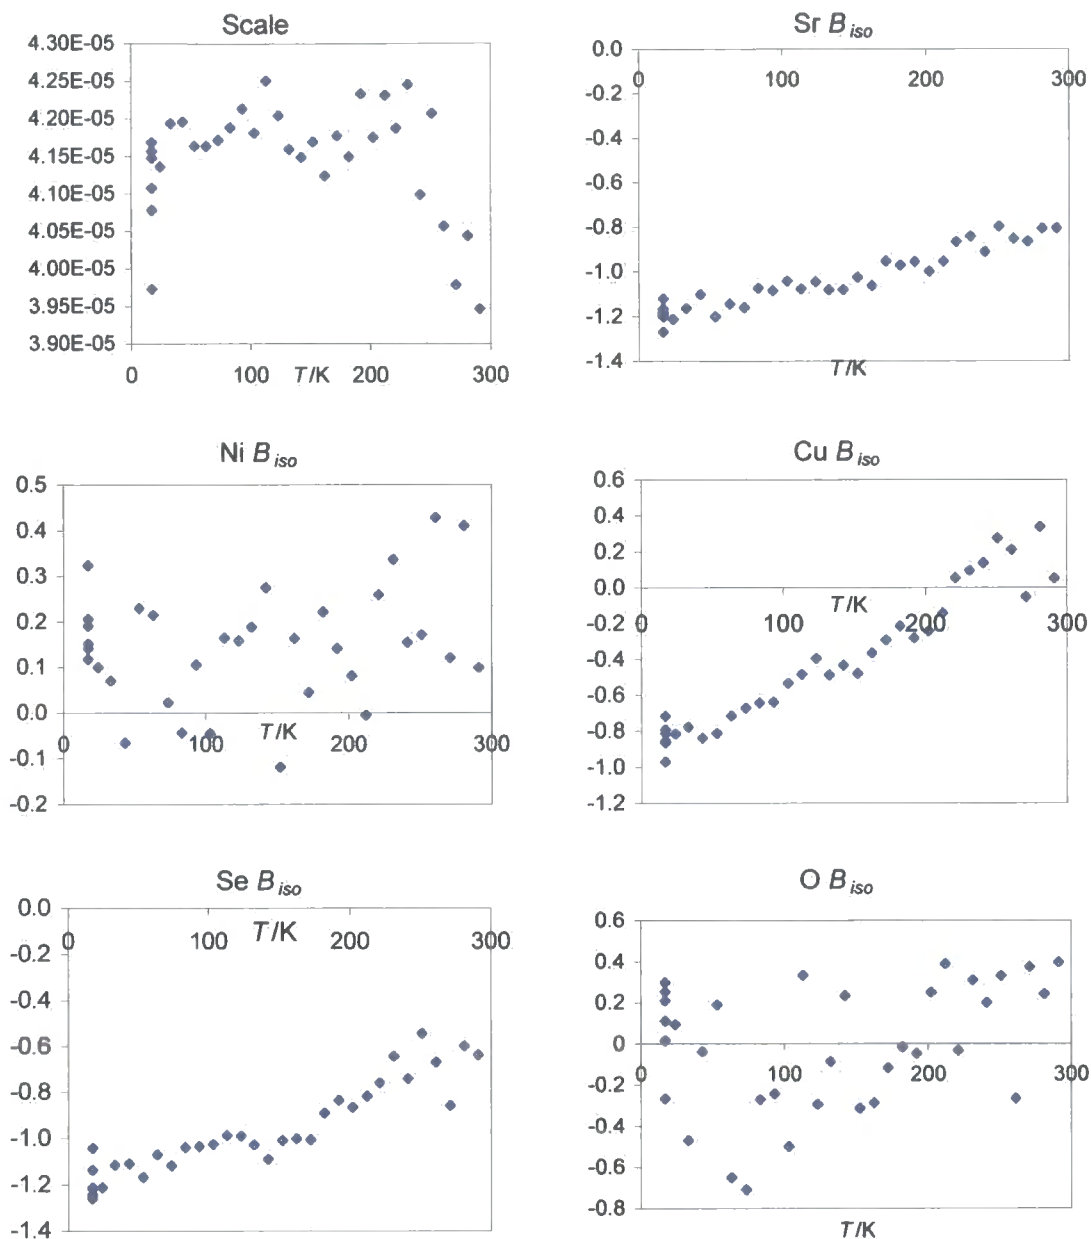 Scale
4.30E-05
4.25E-05
4.20E-05
4.15E-05
4.10E-05
4.05E-05
4.00E-05
3.95E-05
3.90E-05
0 100 T/K 200 300
Sr B iso
0.0
0 100 200 300
-0.2
-0.4
-0.6
-0.8
-1.0
-1.2
-1.4
T/K
Ni B iso
0.5
0.4
0.3
0.2
0.1
0.0
T/K
0 100 200 300
-0.1
-0.2
Cu B iso
0.6
0.4
0.2
0.0
T/K
0 100 200 300
-0.2
-0.4
-0.6
-0.8
-1.0
-1.2
Se B iso
0.0
0 100 T/K 200 300
-0.2
-0.4
-0.6
-0.8
-1.0
-1.2
-1.4
O B iso
0.6
0.4
0.2
0
0 100 200 300
-0.2
-0.4
-0.6
-0.8
T/K